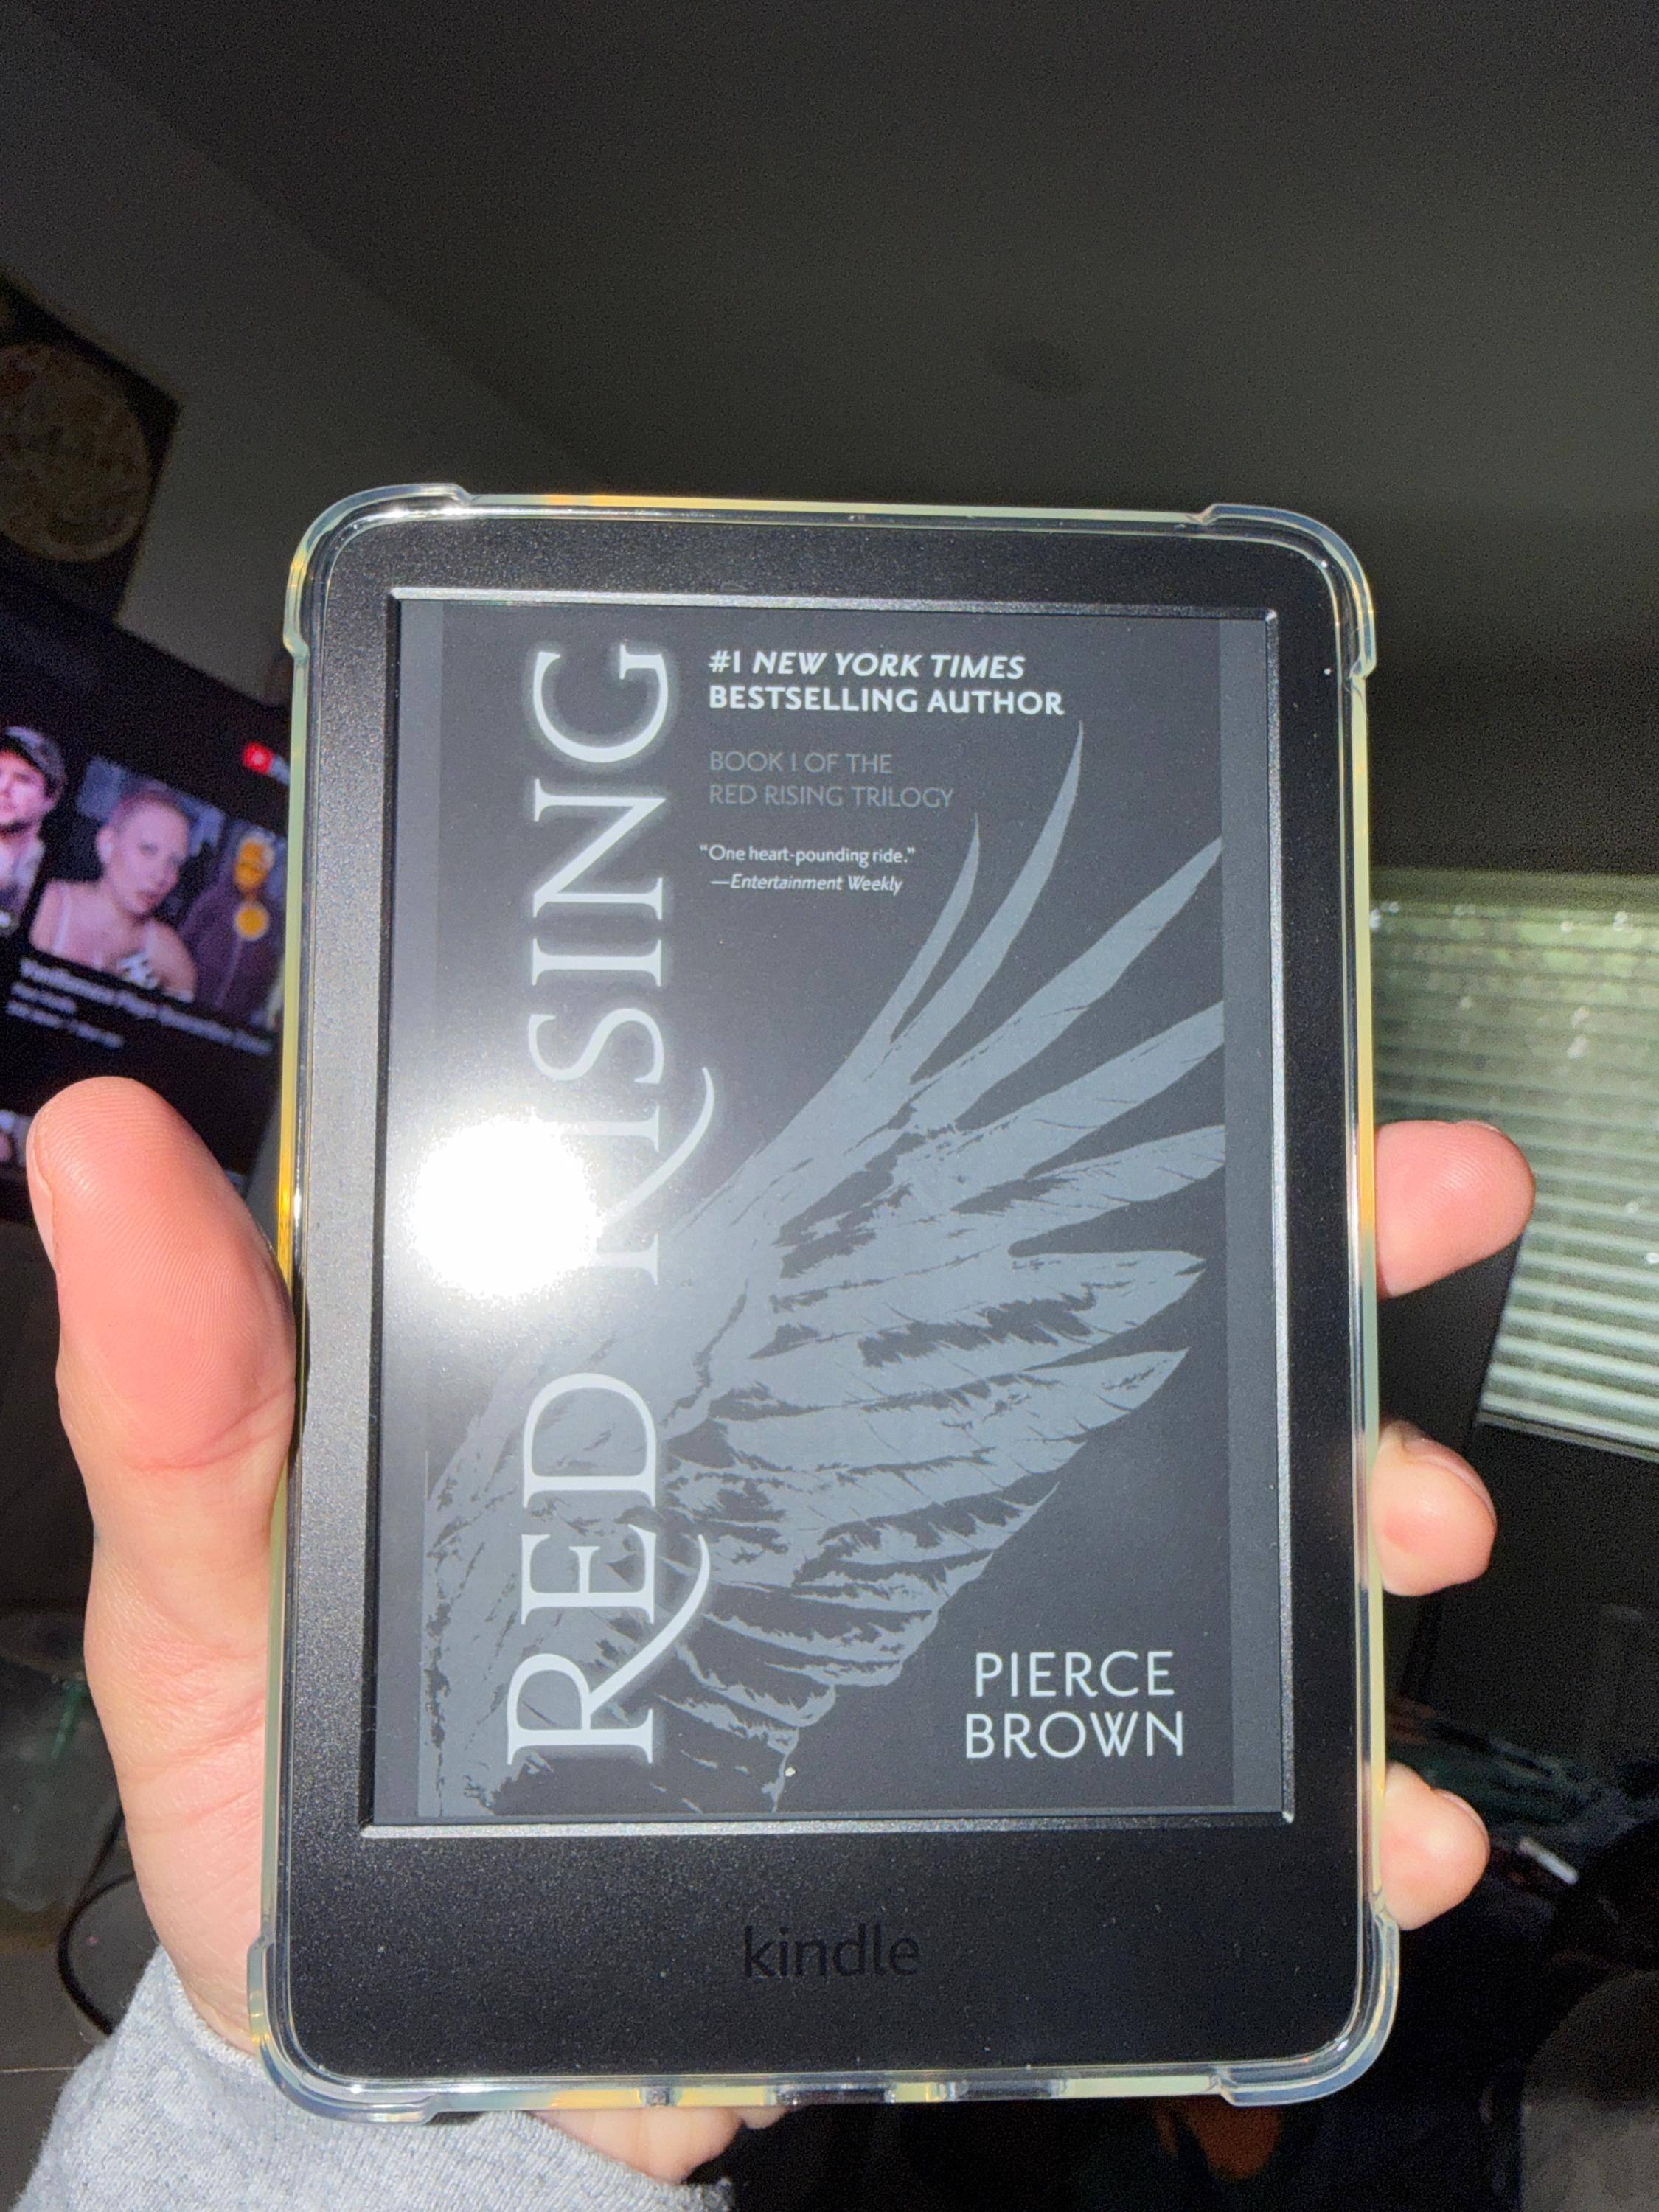 RED RISING
#1 NEW YORK TIMES
BESTSELLING AUTHOR
BOOK I OF THE
RED RISING TRILOGY
“One heart-pounding ride.”
—Entertainment Weekly
PIERCE
BROWN
kindle